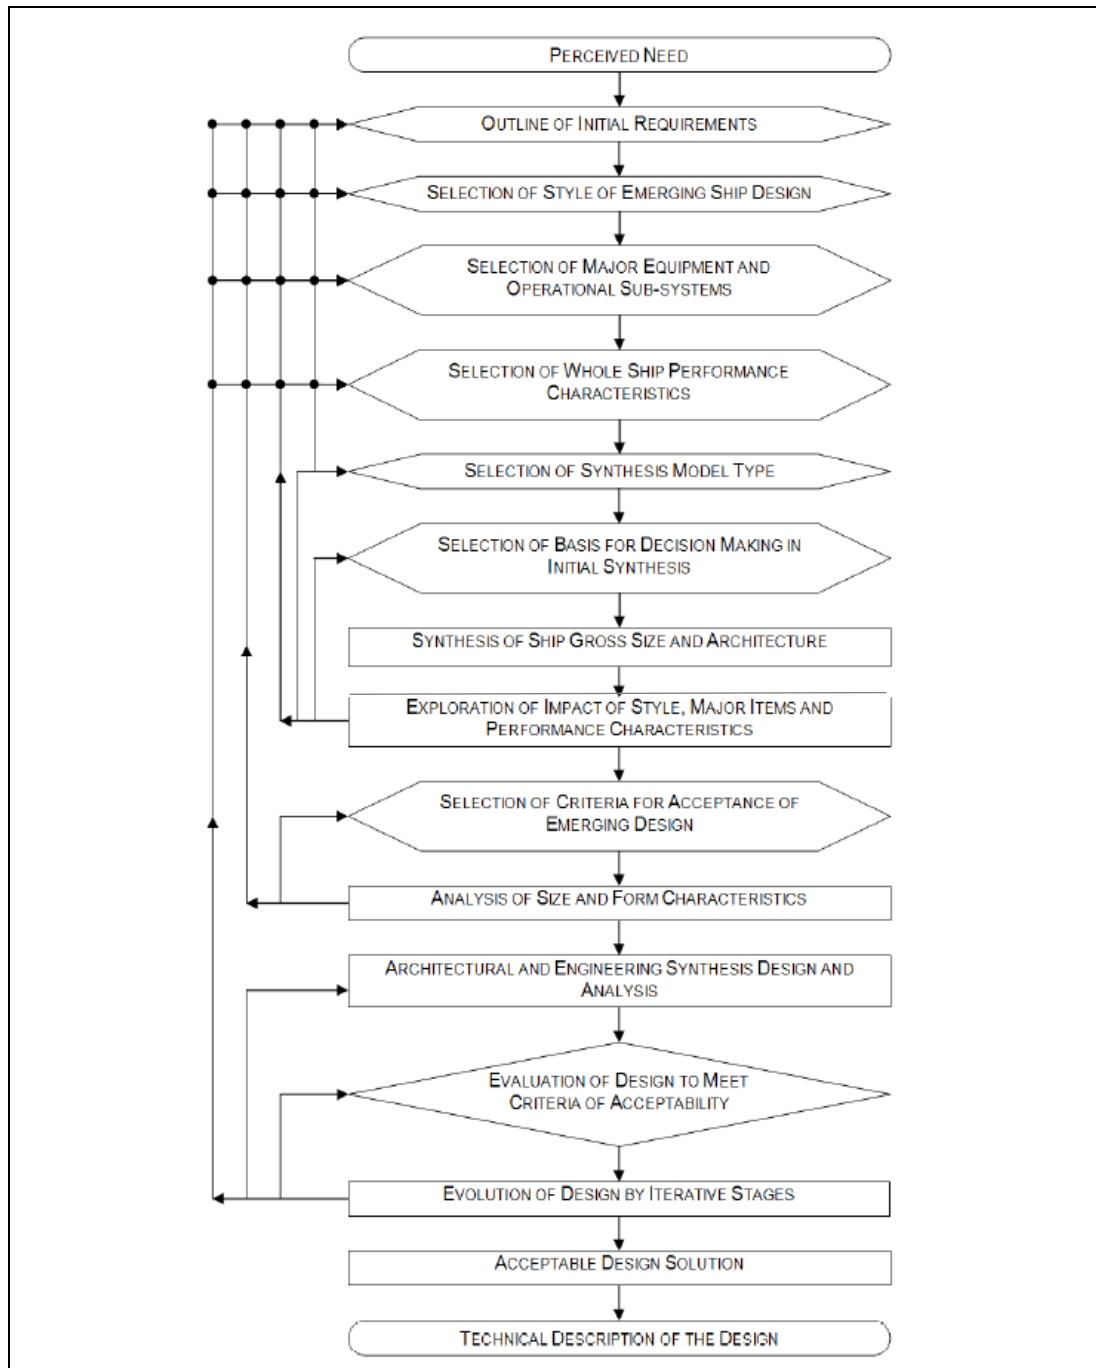 PERCEIVED NEED
OUTLINE OF INITIAL REQUIREMENTS
SELECTION OF STYLE OF EMERGING SHIP DESIGN
SELECTION OF MAJOR EQUIPMENT AND
OPERATIONAL SUB-SYSTEMS
SELECTION OF WHOLE SHIP PERFORMANCE
CHARACTERISTICS
SELECTION OF SYNTHESIS MODEL TYPE
SELECTION OF BASIS FOR DECISION MAKING IN
INITIAL SYNTHESIS
SYNTHESIS OF SHIP GROSS SIZE AND ARCHITECTURE
EXPLORATION OF IMPACT OF STYLE, MAJOR ITEMS AND
PERFORMANCE CHARACTERISTICS
SELECTION OF CRITERIA FOR ACCEPTANCE OF
EMERGING DESIGN
ANALYSIS OF SIZE AND FORM CHARACTERISTICS
ARCHITECTURAL AND ENGINEERING SYNTHESIS DESIGN AND
ANALYSIS
EVALUATION OF DESIGN TO MEET
CRITERIA OF ACCEPTABILITY
EVOLUTION OF DESIGN BY ITERATIVE STAGES
ACCEPTABLE DESIGN SOLUTION
TECHNICAL DESCRIPTION OF THE DESIGN